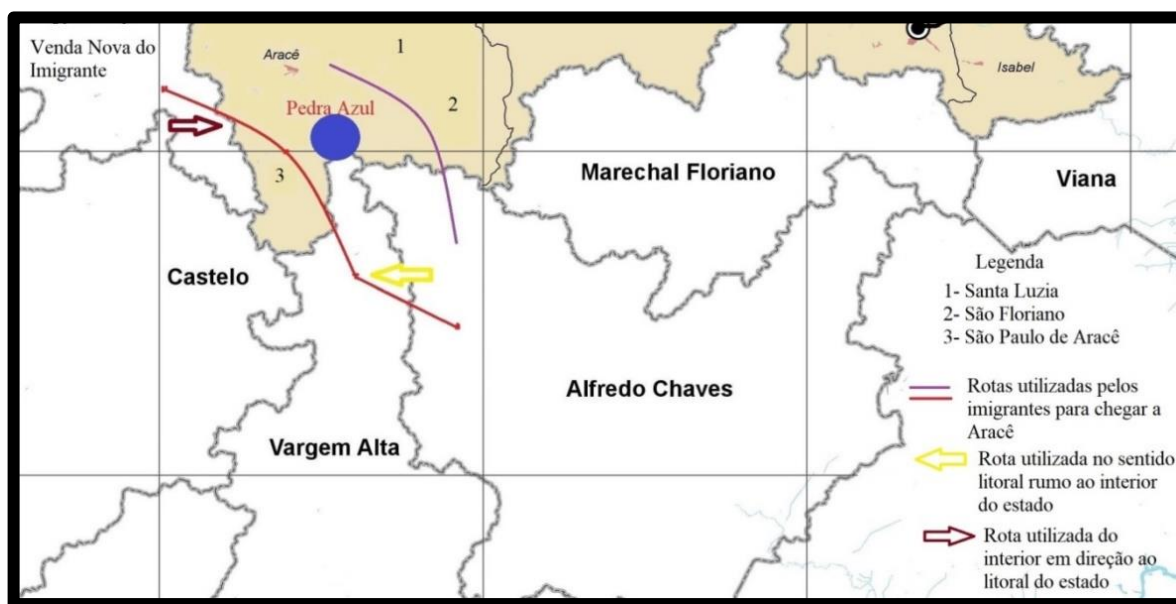 Venda Nova do
Imigrante
Aracê
1
Isabel
Pedra Azul
2
3
Marechal Floriano
Viana
Castelo
Alfredo Chaves
Vargem Alta
Legenda
1- Santa Luzia
2- São Floriano
3- São Paulo de Aracê
Rotas utilizadas pelos
imigrantes para chegar a
Aracê
Rota utilizada no sentido
litoral rumo ao interior
do estado
Rota utilizada do
interior em direção ao
litoral do estado